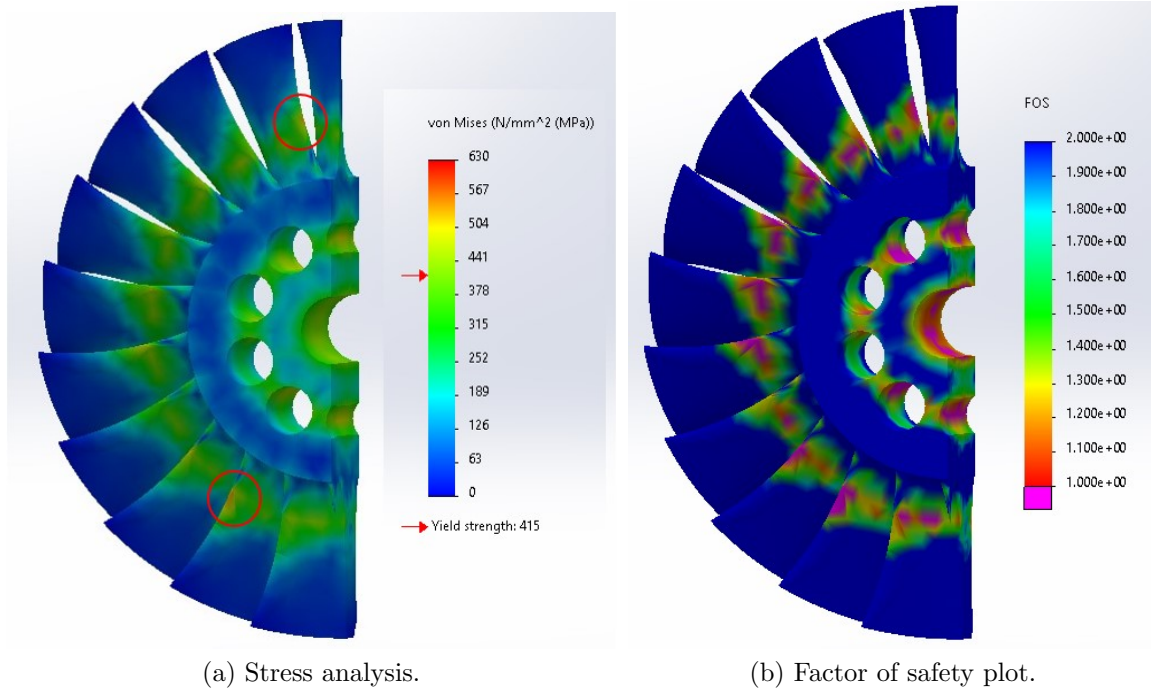 von Mises (N/mm^2 (MPa))
630
567
504
441
378
315
252
189
126
63
0
Yield strength: 415
FOS
2.000e+00
1.900e+00
1.800e+00
1.700e+00
1.600e+00
1.500e+00
1.400e+00
1.300e+00
1.200e+00
1.100e+00
1.000e+00
(a) Stress analysis.
(b) Factor of safety plot.